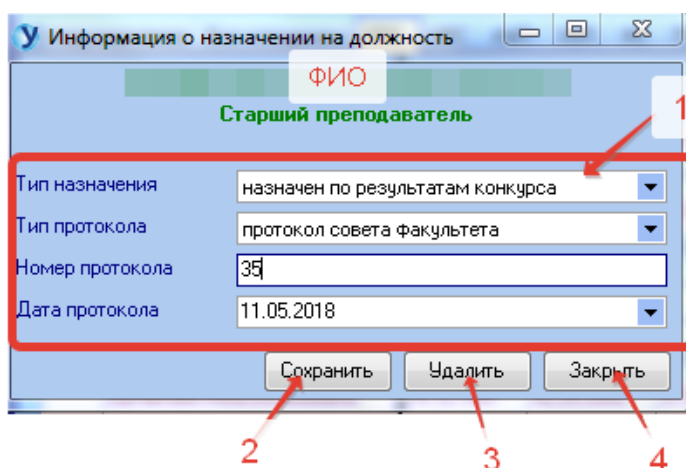 У Информация о назначении на должность
ФИО
Старший преподаватель
1
Тип назначения назначен по результатам конкурса
Тип протокола протокол совета факультета
Номер протокола 35
Дата протокола 11.05.2018
Сохранить Удалить Закрыть
2 3 4